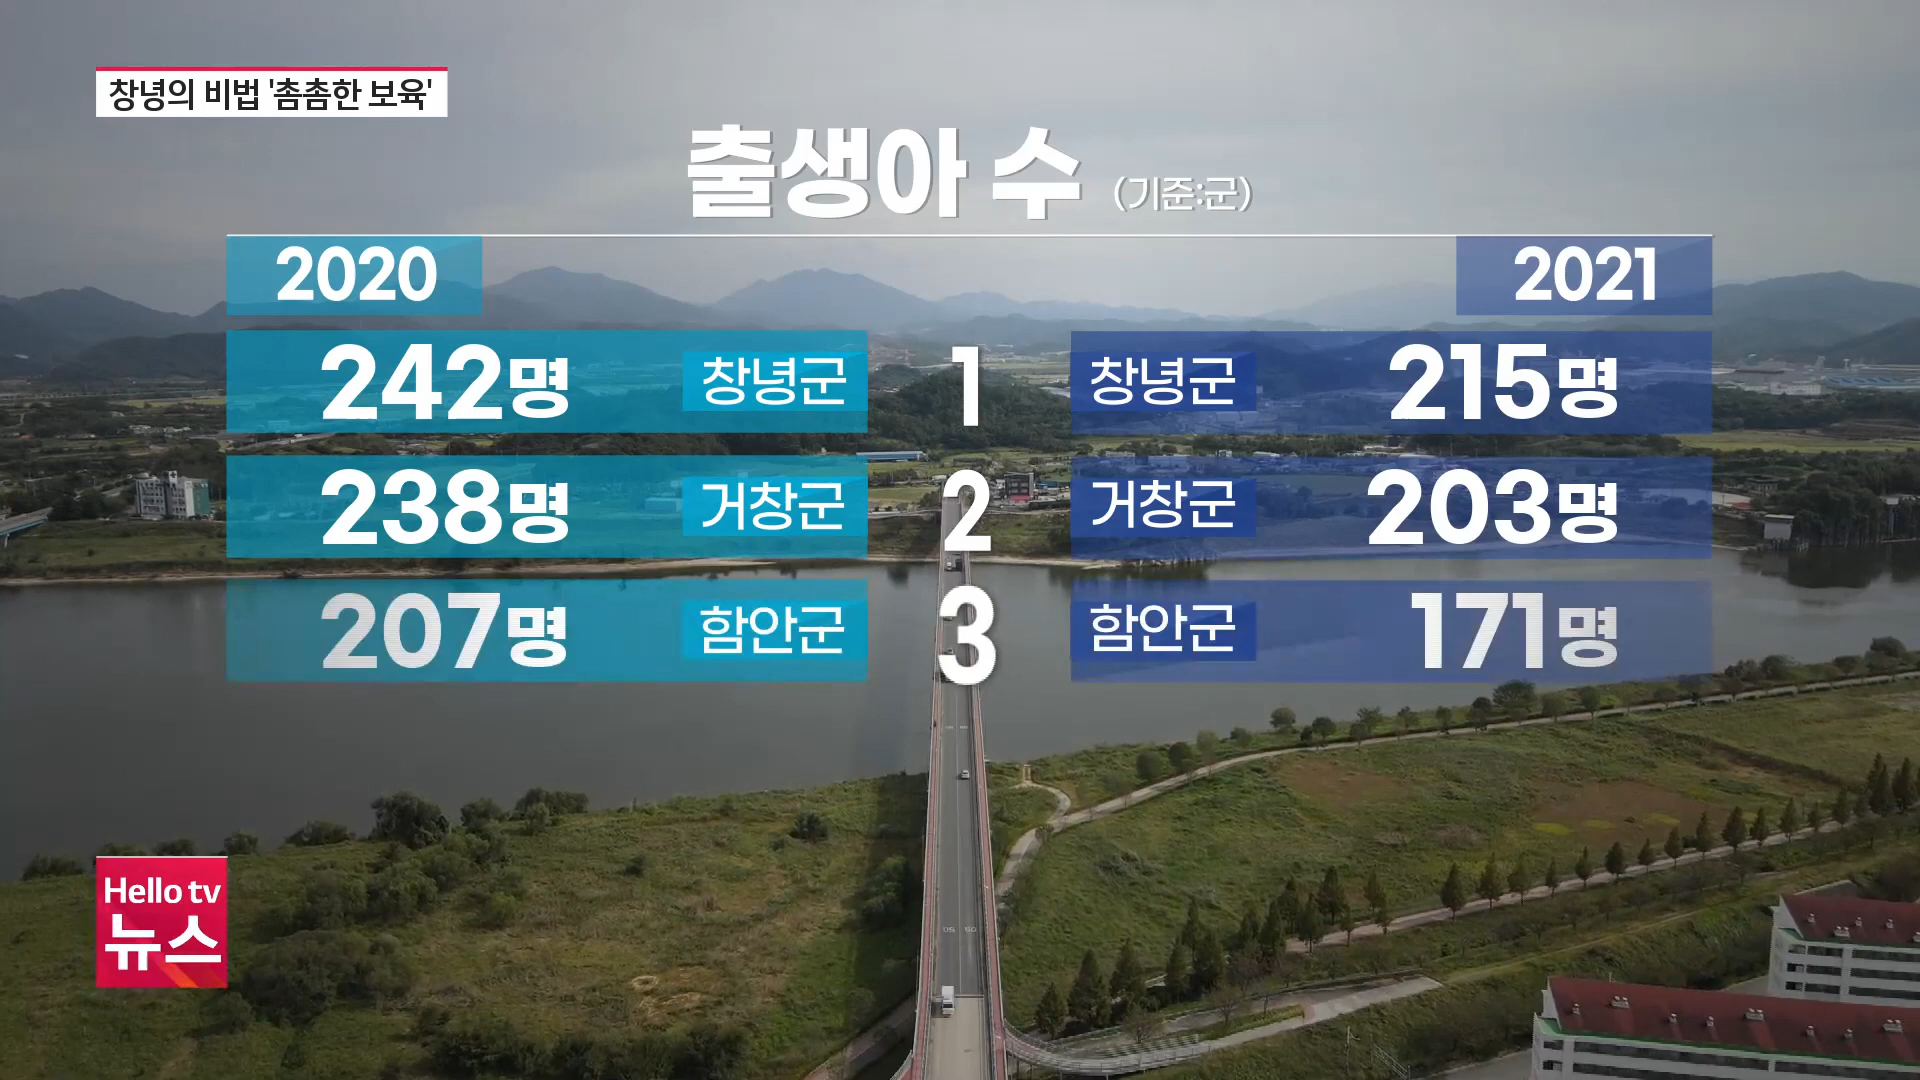 창녕의 비법 '촘촘한 보육'
출생아 수 (기준:군)
2020
2021
242명 창녕군 1 창녕군 215명
238명 거창군 2 거창군 203명
207명 함안군 3 함안군 171명
Hello tv
뉴스